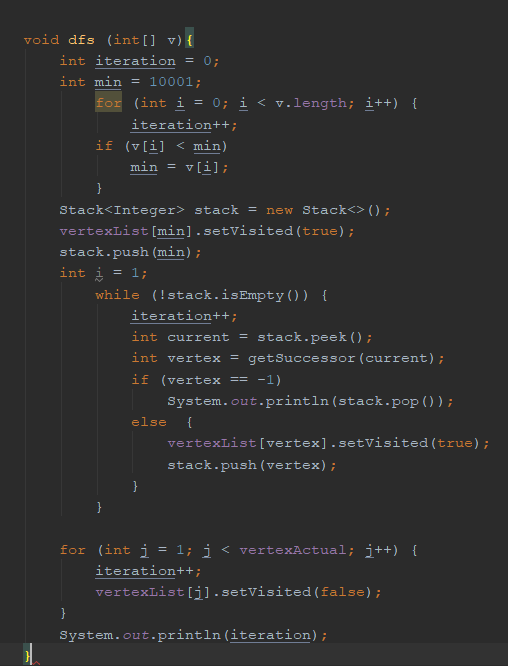 void dfs (int[] v){
    int iteration = 0;
    int min = 10001;
        for (int i = 0; i < v.length; i++) {
            iteration++;
        if (v[i] < min)
            min = v[i];
        }
    Stack<Integer> stack = new Stack<>();
    vertexList[min].setVisited(true);
    stack.push(min);
    int i = 1;
        while (!stack.isEmpty()) {
            iteration++;
            int current = stack.peek();
            int vertex = getSuccessor(current);
            if (vertex == -1)
                System.out.println(stack.pop());
            else  {
                vertexList[vertex].setVisited(true);
                stack.push(vertex);
            }
        }

    for (int j = 1; j < vertexActual; j++) {
        iteration++;
        vertexList[j].setVisited(false);
    }
    System.out.println(iteration);
}